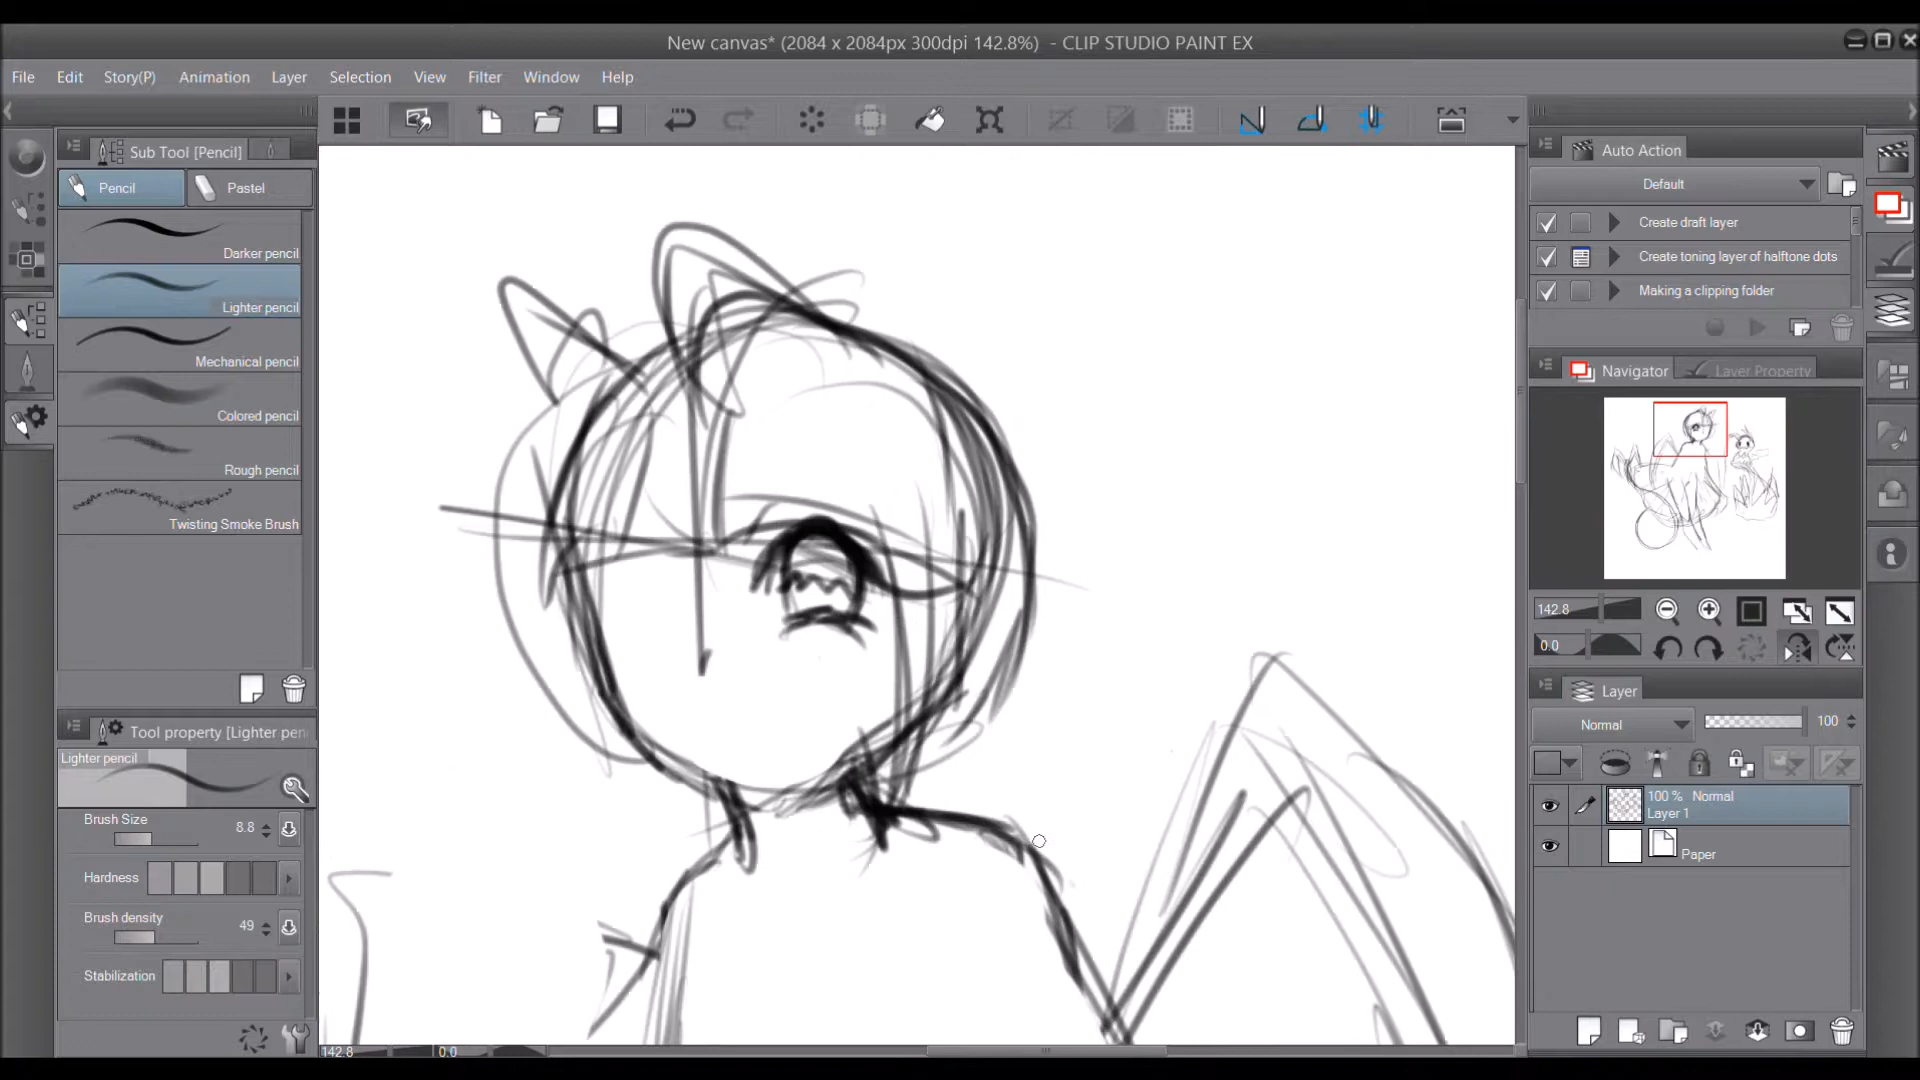 New canvas* (2084 x 2084px 300dpi 142.8%) - CLIP STUDIO PAINT EX
File Edit Story(P) Animation Layer Selection View Filter Window Help
Sub Tool [Pencil]
Pencil Pastel
Darker pencil
Lighter pencil
Mechanical pencil
Colored pencil
Rough pencil
Twisting Smoke Brush
Tool property [Lighter pen
Lighter pencil
Brush Size 8.8
Hardness
Brush density 49
Stabilization
142.8 0.0
Auto Action
Default
Create draft layer
Create toning layer of halftone dots
Making a clipping folder
Navigator Layer Property
142.8
0.0
Layer
Normal 100
100 % Normal
Layer 1
Paper